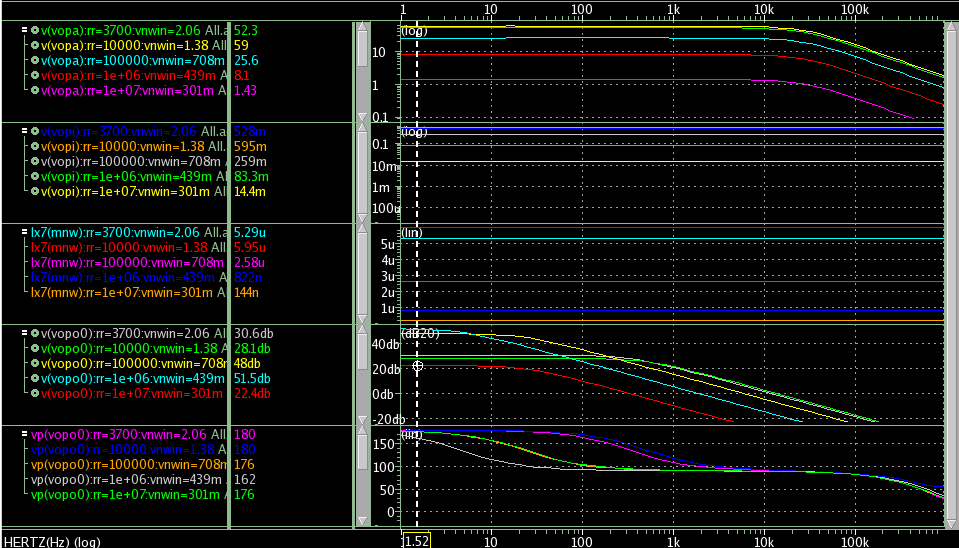 1 10 100 1k 10k 100k
v(vopa):rr=3700:vnwin=2.06 All.a 52.3
v(vopa):rr=10000:vnwin=1.38 All 59
v(vopa):rr=100000:vnwin=708m A 25.6
v(vopa):rr=1e+06:vnwin=439m A 8.1
v(vopa):rr=1e+07:vnwin=301m A 1.43
(log)
10
1
0.1
v(vopi):rr=3700:vnwin=2.06 All.a 528m
v(vopi):rr=10000:vnwin=1.38 All 595m
v(vopi):rr=100000:vnwin=708m A 259m
v(vopi):rr=1e+06:vnwin=439m Al 83.3m
v(vopi):rr=1e+07:vnwin=301m Al 14.4m
(log)
0.1
10m
1m
100u
lx7(mnw):rr=3700:vnwin=2.06 All. 5.29u
lx7(mnw):rr=10000:vnwin=1.38 Al 5.95u
lx7(mnw):rr=100000:vnwin=708m 2.58u
lx7(mnw):rr=1e+06:vnwin=439m A 822n
lx7(mnw):rr=1e+07:vnwin=301m A 144n
(lin)
5u
4u
3u
2u
1u
v(vopo0):rr=3700:vnwin=2.06 All 30.6db
v(vopo0):rr=10000:vnwin=1.38 A 28.1db
v(vopo0):rr=100000:vnwin=708r 48db
v(vopo0):rr=1e+06:vnwin=439m 51.5db
v(vopo0):rr=1e+07:vnwin=301m 22.4db
(db20)
40db
20db
0db
-20db
vp(vopo0):rr=3700:vnwin=2.06 Al 180
vp(vopo0):rr=10000:vnwin=1.38 A 180
vp(vopo0):rr=100000:vnwin=708m 176
vp(vopo0):rr=1e+06:vnwin=439m 162
vp(vopo0):rr=1e+07:vnwin=301m 176
(lin)
150
100
50
0
HERTZ(Hz) (log) 1.52 10 100 1k 10k 100k